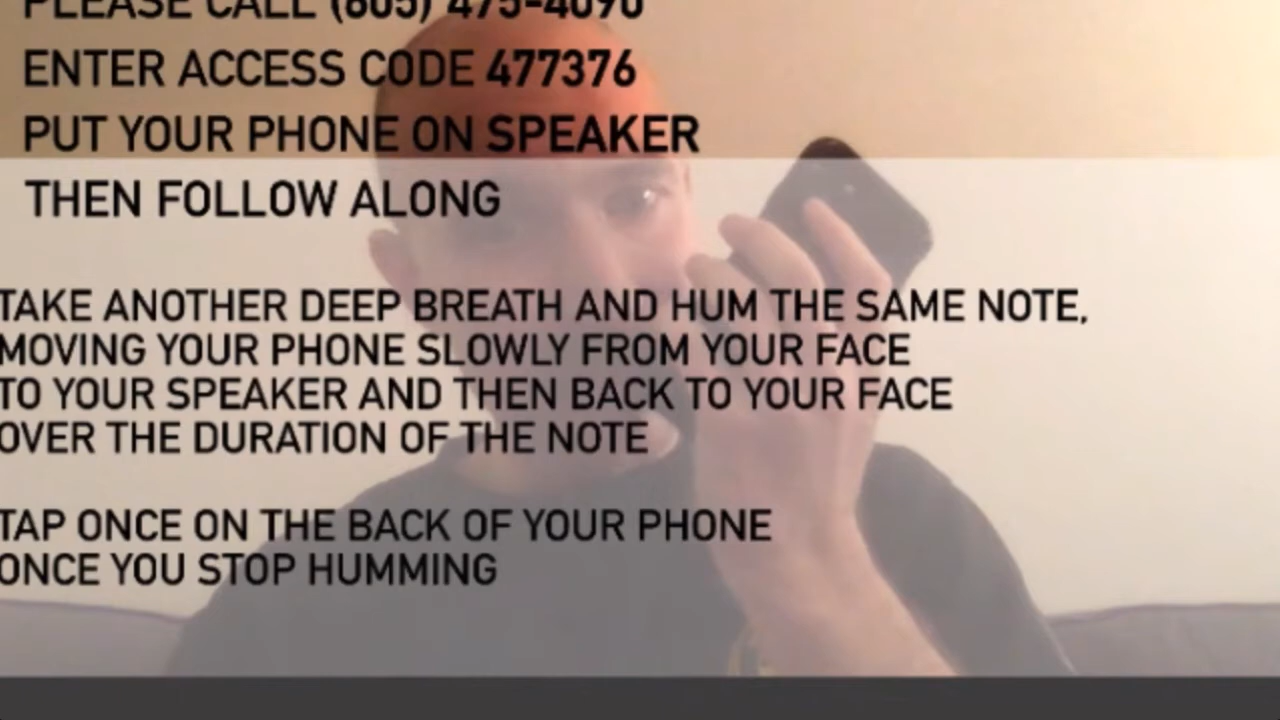 PLEASE CALL (605) 475-4090
ENTER ACCESS CODE 477376
PUT YOUR PHONE ON SPEAKER
THEN FOLLOW ALONG
TAKE ANOTHER DEEP BREATH AND HUM THE SAME NOTE,
MOVING YOUR PHONE SLOWLY FROM YOUR FACE
TO YOUR SPEAKER AND THEN BACK TO YOUR FACE
OVER THE DURATION OF THE NOTE
TAP ONCE ON THE BACK OF YOUR PHONE
ONCE YOU STOP HUMMING